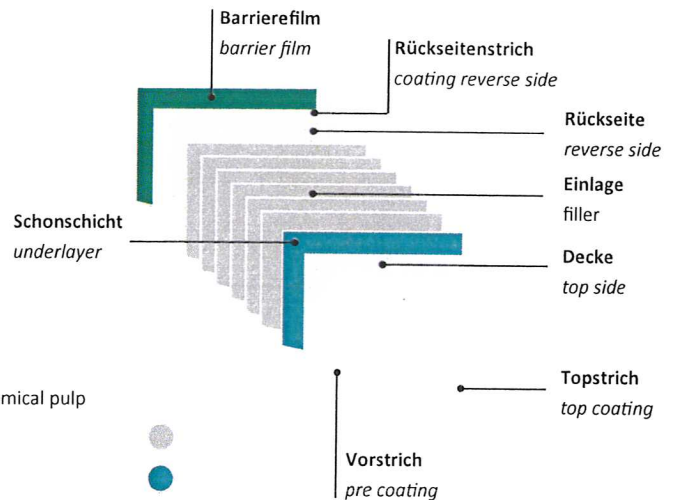 Barrierefilm
barrier film
Rückseitenstrich
coating reverse side
Rückseite
reverse side
Einlage
filler
Schonschicht
underlayer
Decke
top side
Topstrich
top coating
mical pulp
Vorstrich
pre coating